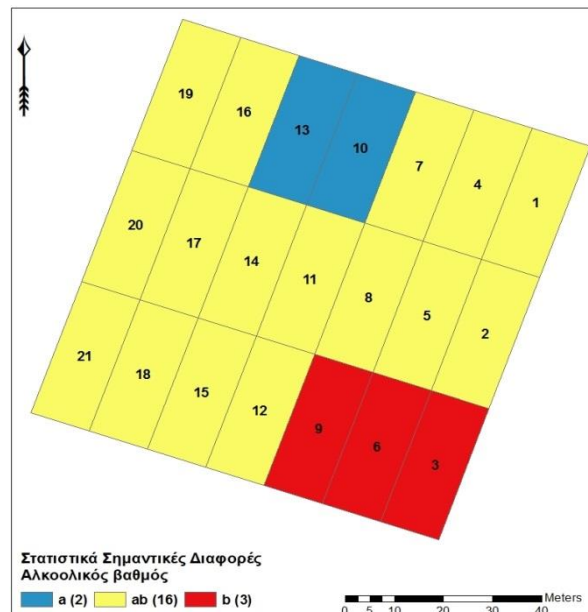 19 16 13 10 7 4 1
20 17 14 11 8 5 2
21 18 15 12 9 6 3
Στατιστικά Σημαντικές Διαφορές
Αλκοολικός βαθμός
a (2) ab (16) b (3)
Meters
0 5 10 20 30 40